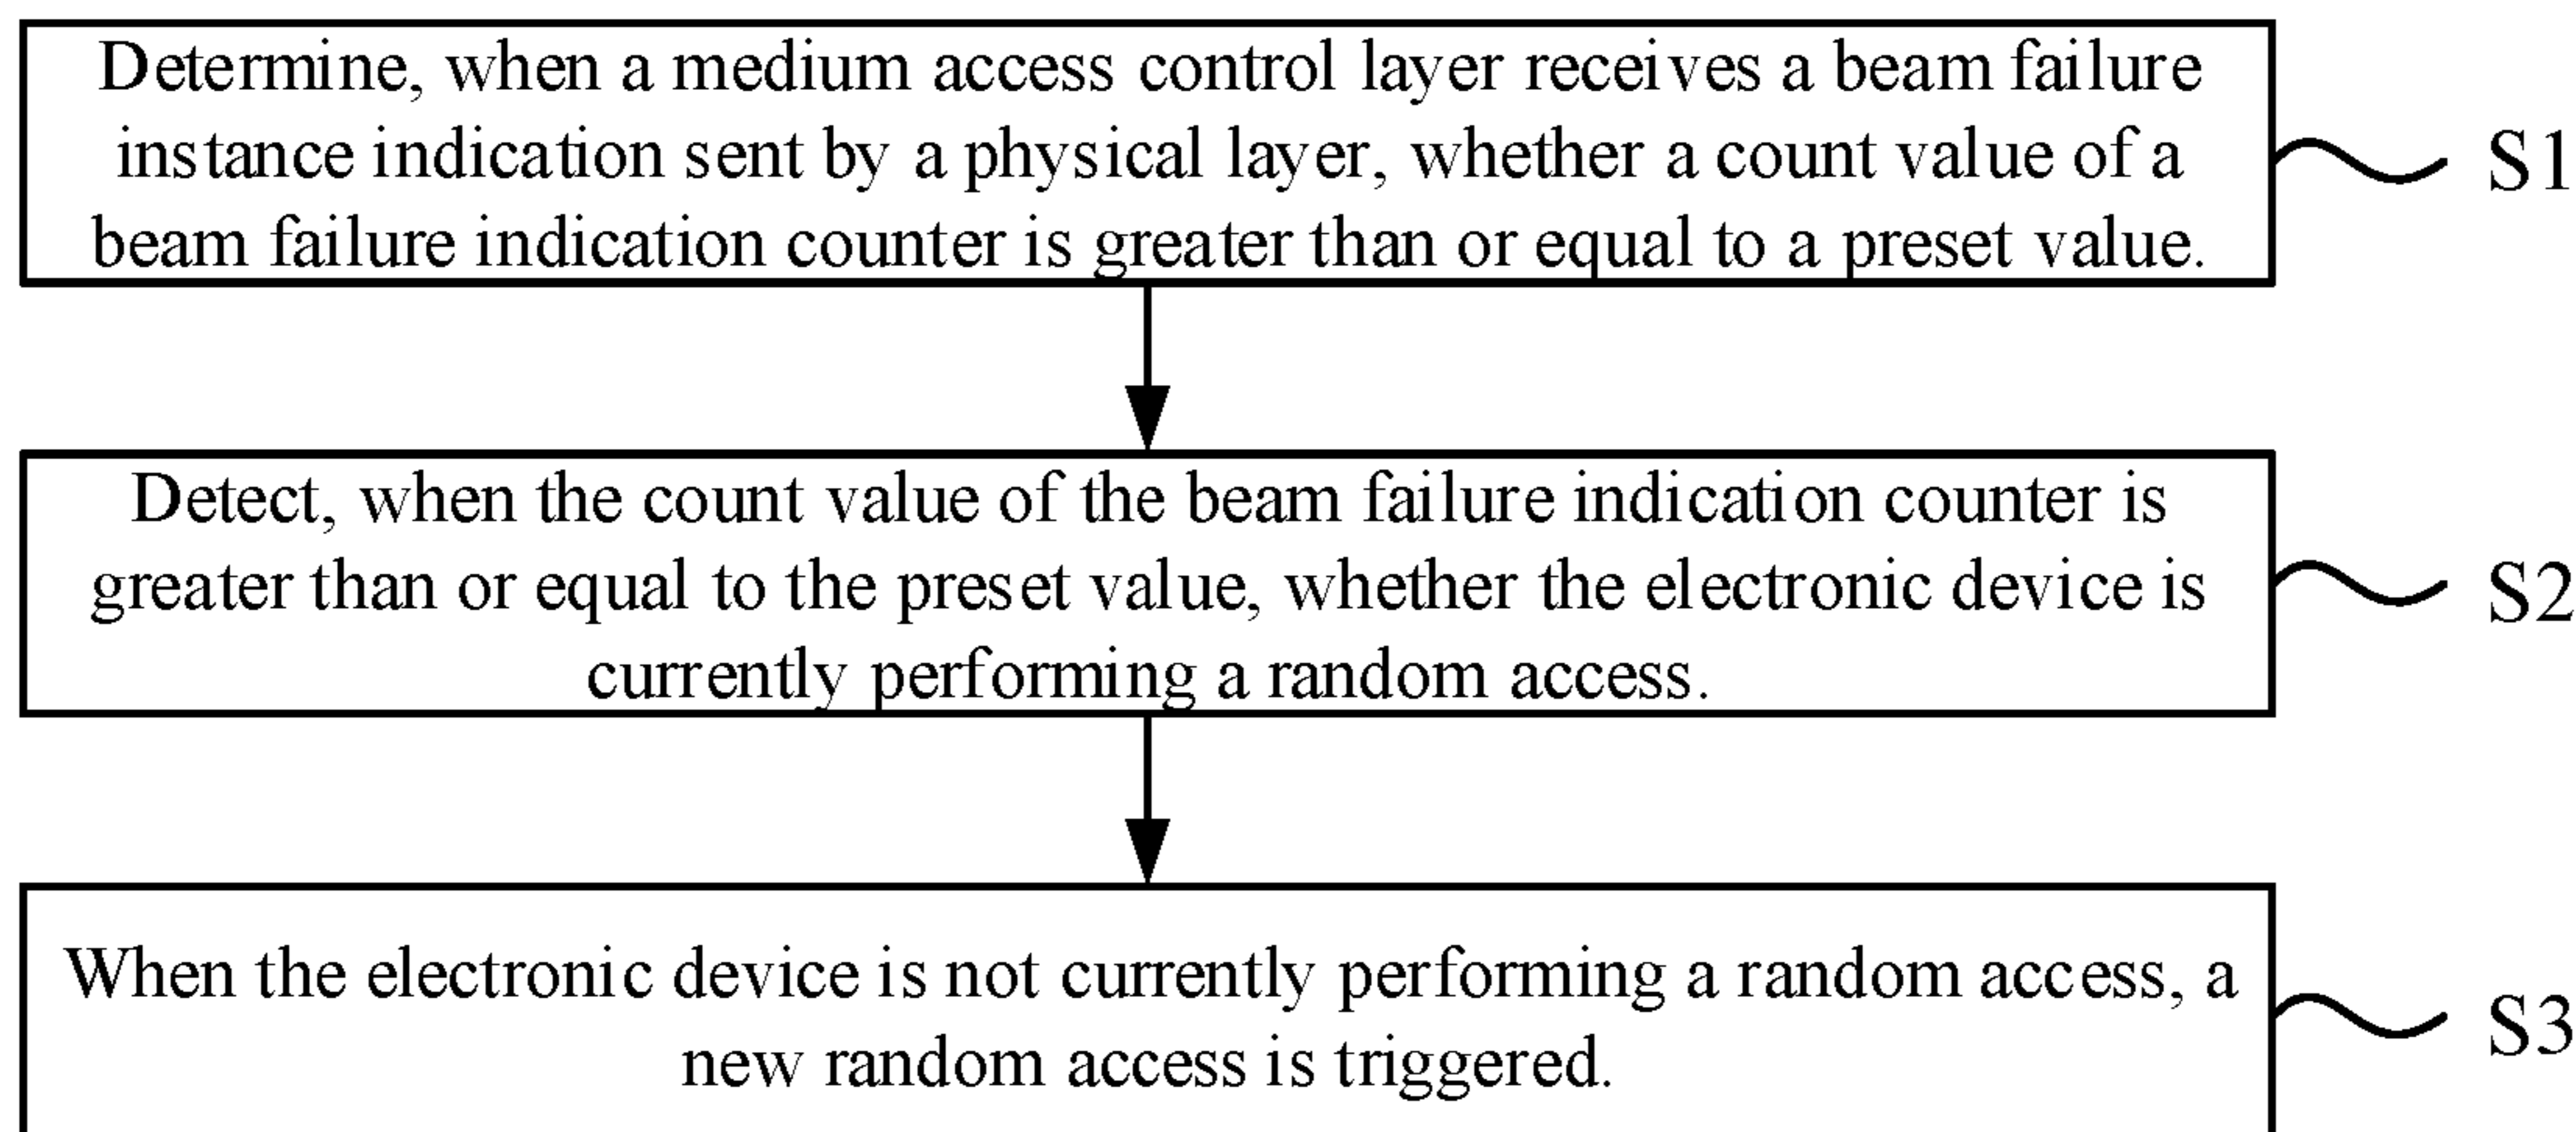 Determine, when a medium access control layer receives a beam failure
instance indication sent by a physical layer, whether a count value of a
beam failure indication counter is greater than or equal to a preset value.
S1
Detect, when the count value of the beam failure indication counter is
greater than or equal to the preset value, whether the electronic device is
currently performing a random access.
S2
When the electronic device is not currently performing a random access, a
new random access is triggered.
S3